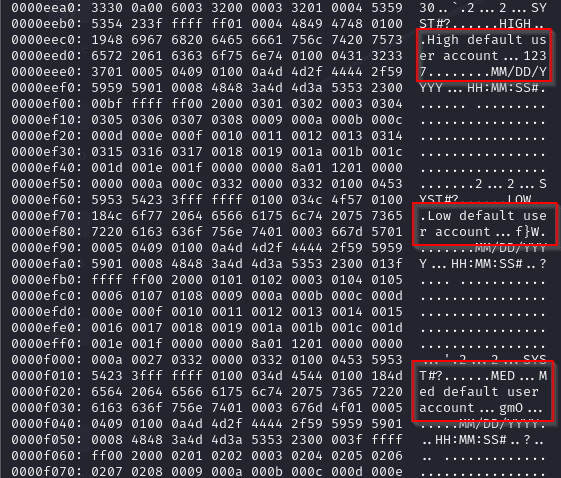 0000eea0: 3330 0a00 6003 3200 0003 3201 0004 5359 30..`.2...2...SY
0000eeb0: 5354 233f ffff ff01 0004 4849 4748 0100 ST#?......HIGH..
0000eec0: 1948 6967 6820 6465 6661 756c 7420 7573 .High default us
0000eed0: 6572 2061 6363 6f75 6e74 0100 0431 3233 er account...123
0000eee0: 3701 0005 0409 0100 0a4d 4d2f 4444 2f59 7........MM/DD/Y
0000eef0: 5959 5901 0008 4848 3a4d 4d3a 5353 2300 YYY...HH:MM:SS#.
0000ef00: 00bf ffff ff00 2000 0301 0302 0003 0304 ...... .........
0000ef10: 0305 0306 0307 0308 0009 000a 000b 000c ................
0000ef20: 000d 000e 000f 0010 0011 0012 0013 0314 ................
0000ef30: 0315 0316 0317 0018 0019 001a 001b 001c ................
0000ef40: 001d 001e 001f 0000 0000 8a01 1201 0000 ................
0000ef50: 0000 000a 000c 0332 0000 0332 0100 0453 .......2...2...S
0000ef60: 5953 5423 3fff ffff 0100 034c 4f57 0100 YST#?......LOW..
0000ef70: 184c 6f77 2064 6566 6175 6c74 2075 7365 .Low default use
0000ef80: 7220 6163 636f 756e 7401 0003 667d 5701 r account...f}W.
0000ef90: 0005 0409 0100 0a4d 4d2f 4444 2f59 5959 .......MM/DD/YYY
0000efa0: 5901 0008 4848 3a4d 4d3a 5353 2300 013f Y...HH:MM:SS#..?
0000efb0: ffff ff00 2000 0101 0102 0003 0104 0105 .... ...........
0000efc0: 0006 0107 0108 0009 000a 000b 000c 000d ................
0000efd0: 000e 000f 0010 0011 0012 0013 0014 0015 ................
0000efe0: 0016 0017 0018 0019 001a 001b 001c 001d ................
0000eff0: 001e 001f 0000 0000 8a01 1201 0000 0000 ................
0000f000: 000a 0027 0332 0000 0332 0100 0453 5953 ...'.2...2...SYS
0000f010: 5423 3fff ffff 0100 034d 4544 0100 184d T#?......MED...M
0000f020: 6564 2064 6566 6175 6c74 2075 7365 7220 ed default user
0000f030: 6163 636f 756e 7401 0003 676d 4f01 0005 account...gmO...
0000f040: 0409 0100 0a4d 4d2f 4444 2f59 5959 5901 .....MM/DD/YYYY.
0000f050: 0008 4848 3a4d 4d3a 5353 2300 003f ffff ..HH:MM:SS#..?..
0000f060: ff00 2000 0201 0202 0003 0204 0205 0206 .. .............
0000f070: 0207 0208 0009 000a 000b 000c 000d 000e ................